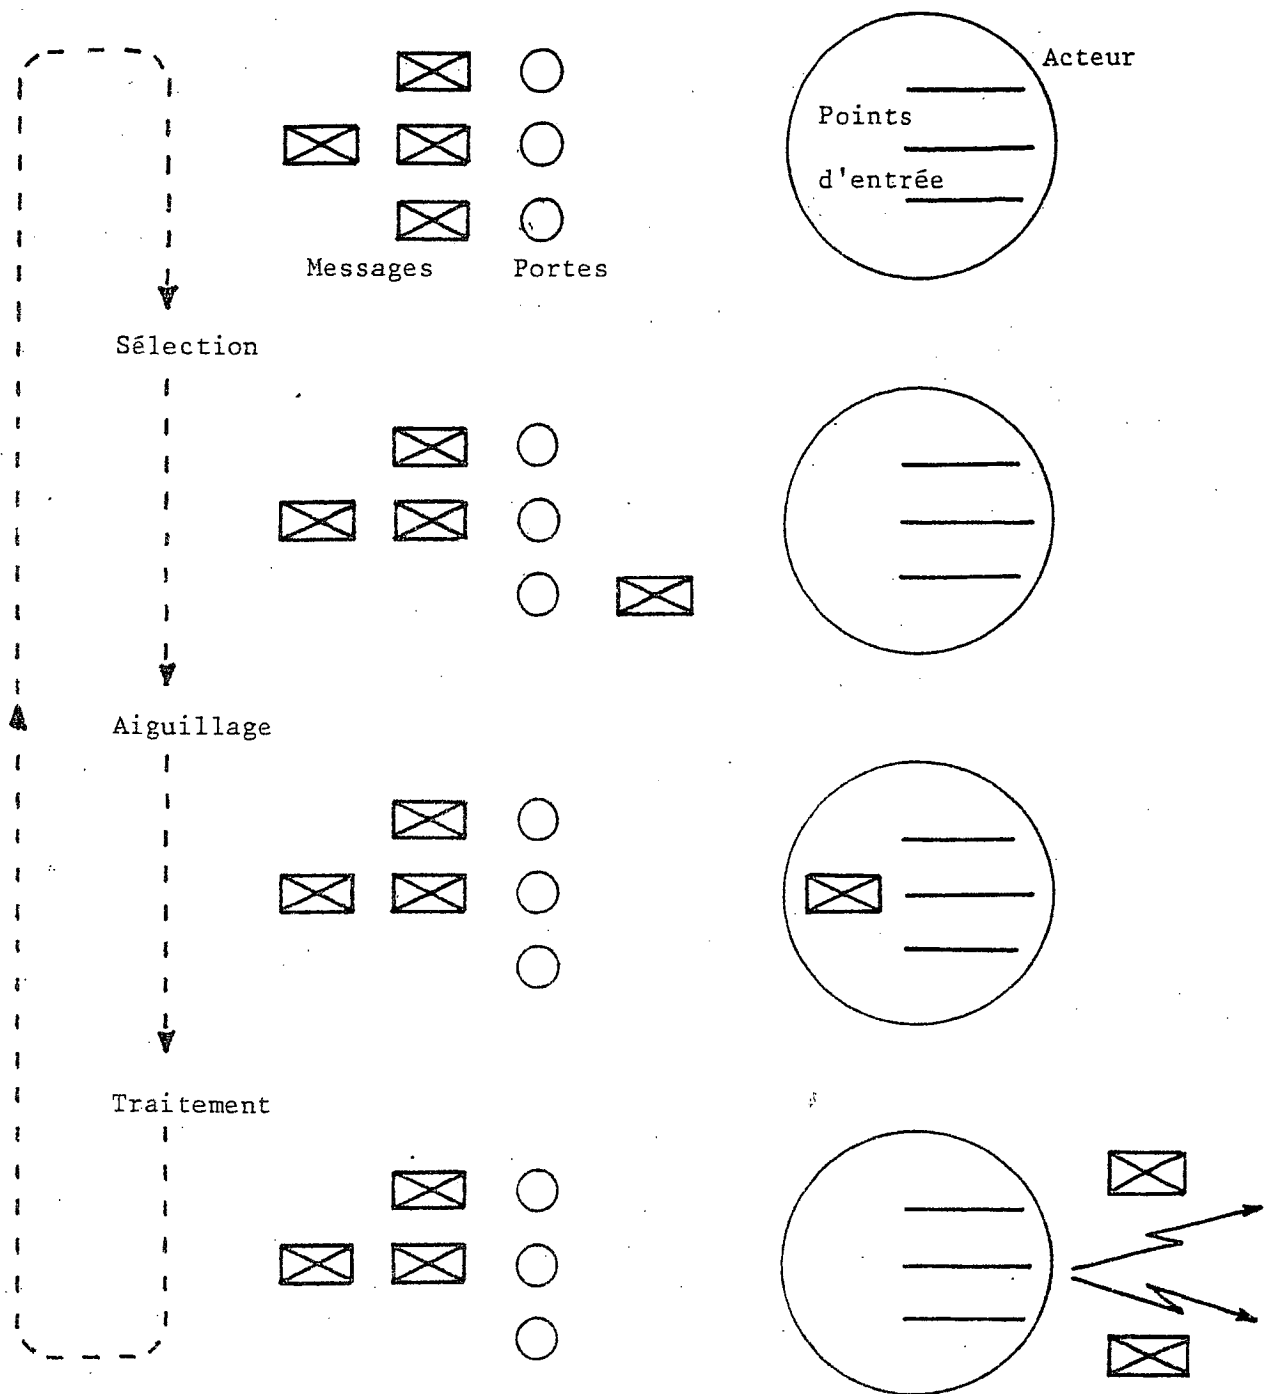 Acteur
Points
d'entrée
Messages
Portes
Sélection
Aiguillage
Traitement